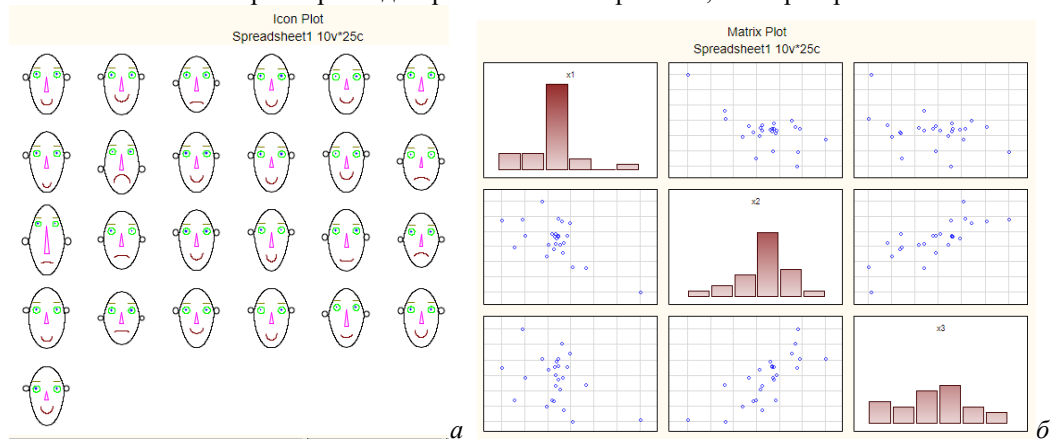 Icon Plot
Spreadsheet1 10v*25c
а
Matrix Plot
Spreadsheet1 10v*25c
x1
x2
x3
б